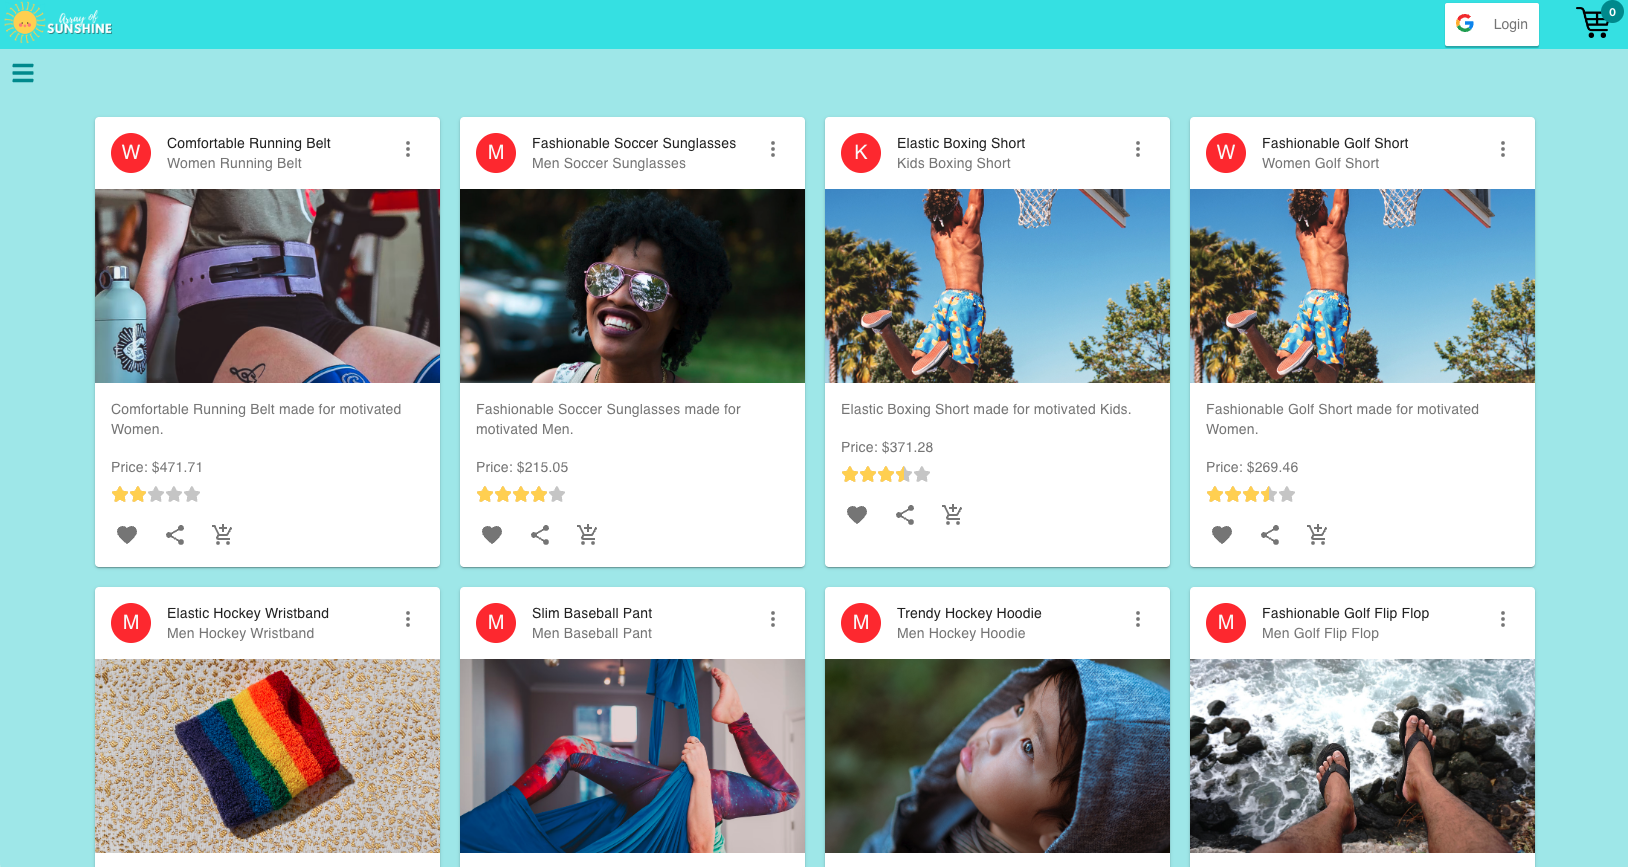 Array of
SUNSHINE
Login
0
W
Comfortable Running Belt
Women Running Belt
M
Fashionable Soccer Sunglasses
Men Soccer Sunglasses
K
Elastic Boxing Short
Kids Boxing Short
W
Fashionable Golf Short
Women Golf Short
Comfortable Running Belt made for motivated
Women.
Price: $471.71
Fashionable Soccer Sunglasses made for
motivated Men.
Price: $215.05
Elastic Boxing Short made for motivated Kids.
Price: $371.28
Fashionable Golf Short made for motivated
Women.
Price: $269.46
M
Elastic Hockey Wristband
Men Hockey Wristband
M
Slim Baseball Pant
Men Baseball Pant
M
Trendy Hockey Hoodie
Men Hockey Hoodie
M
Fashionable Golf Flip Flop
Men Golf Flip Flop